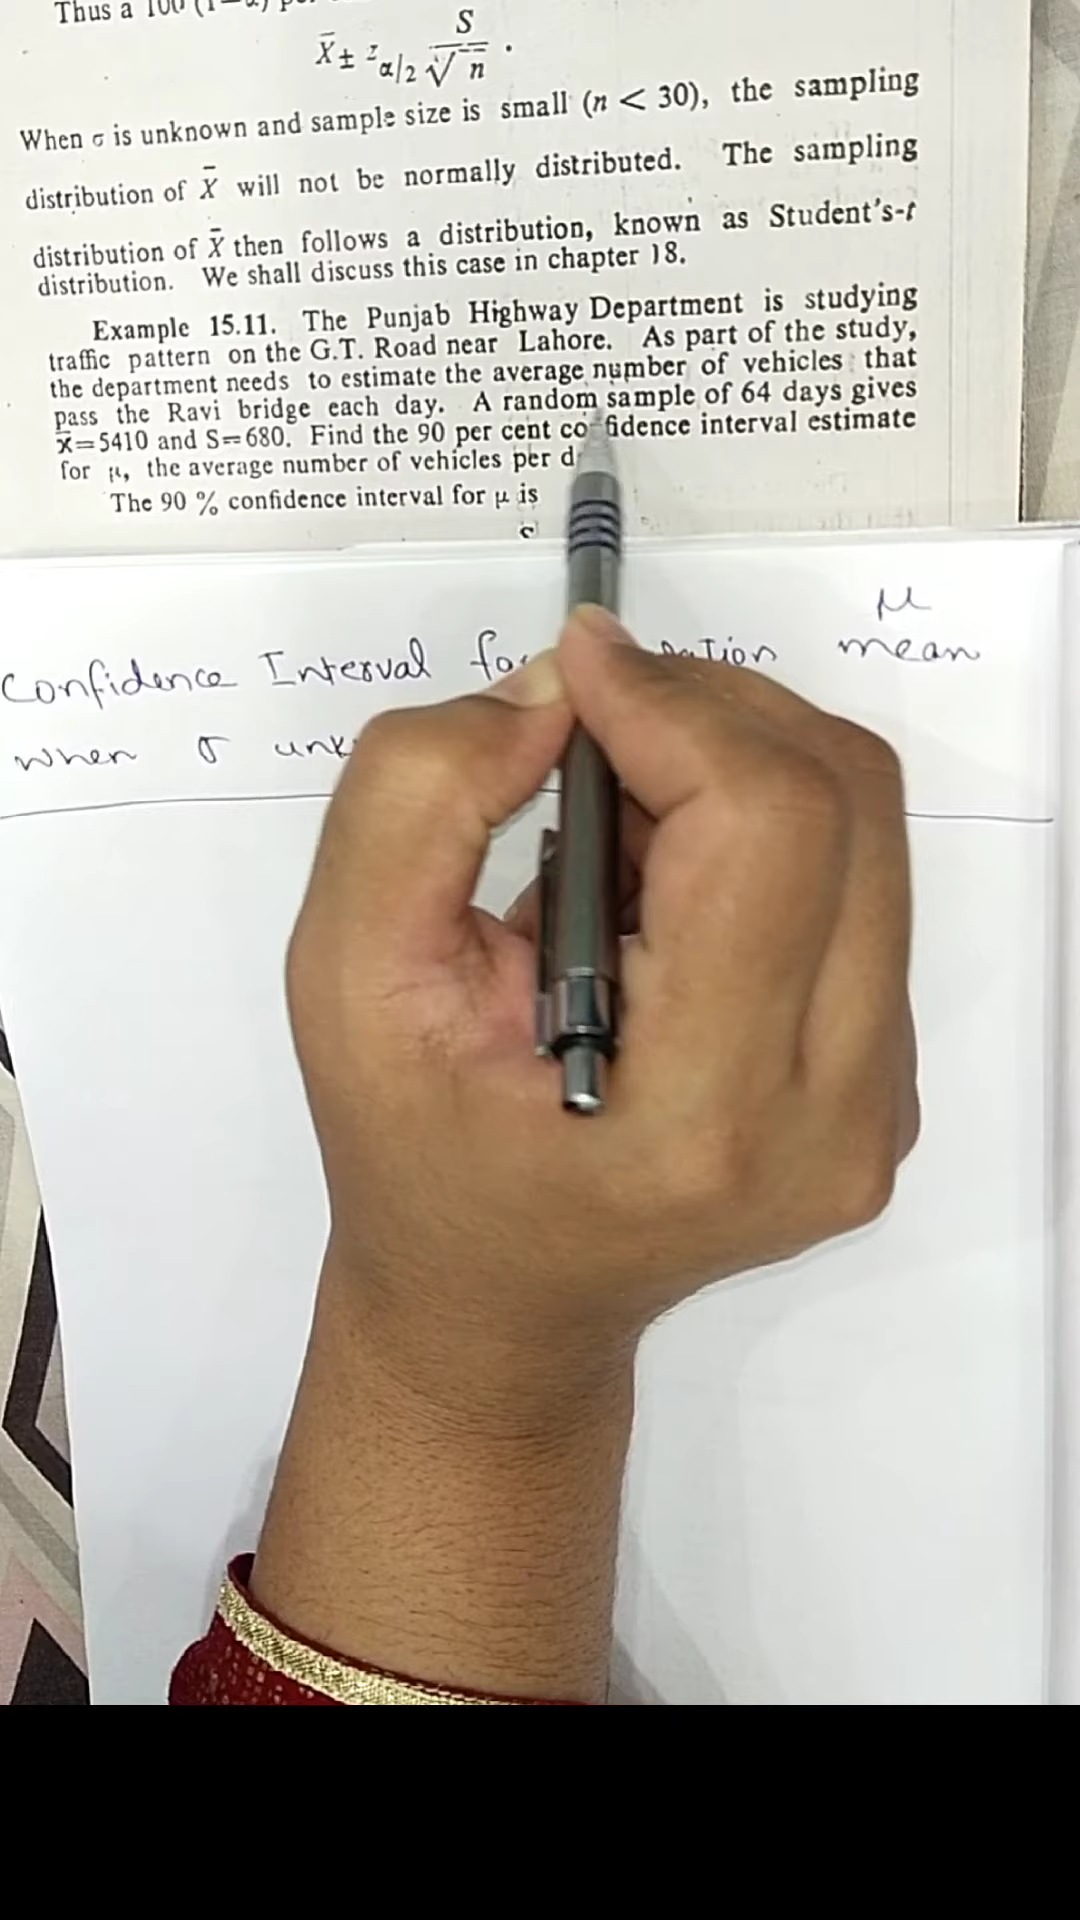 Thus a 100 (1-α)
X̄ ± z α/2 S/√n .
When σ is unknown and sample size is small (n < 30), the sampling
distribution of X̄ will not be normally distributed. The sampling
distribution of X̄ then follows a distribution, known as Student's-t
distribution. We shall discuss this case in chapter 18.
Example 15.11. The Punjab Highway Department is studying
traffic pattern on the G.T. Road near Lahore. As part of the study,
the department needs to estimate the average number of vehicles that
pass the Ravi bridge each day. A random sample of 64 days gives
x̄=5410 and S=680. Find the 90 per cent confidence interval estimate
for μ, the average number of vehicles per d
The 90 % confidence interval for μ is
μ
Confidence Interval fo ation mean
when σ unk